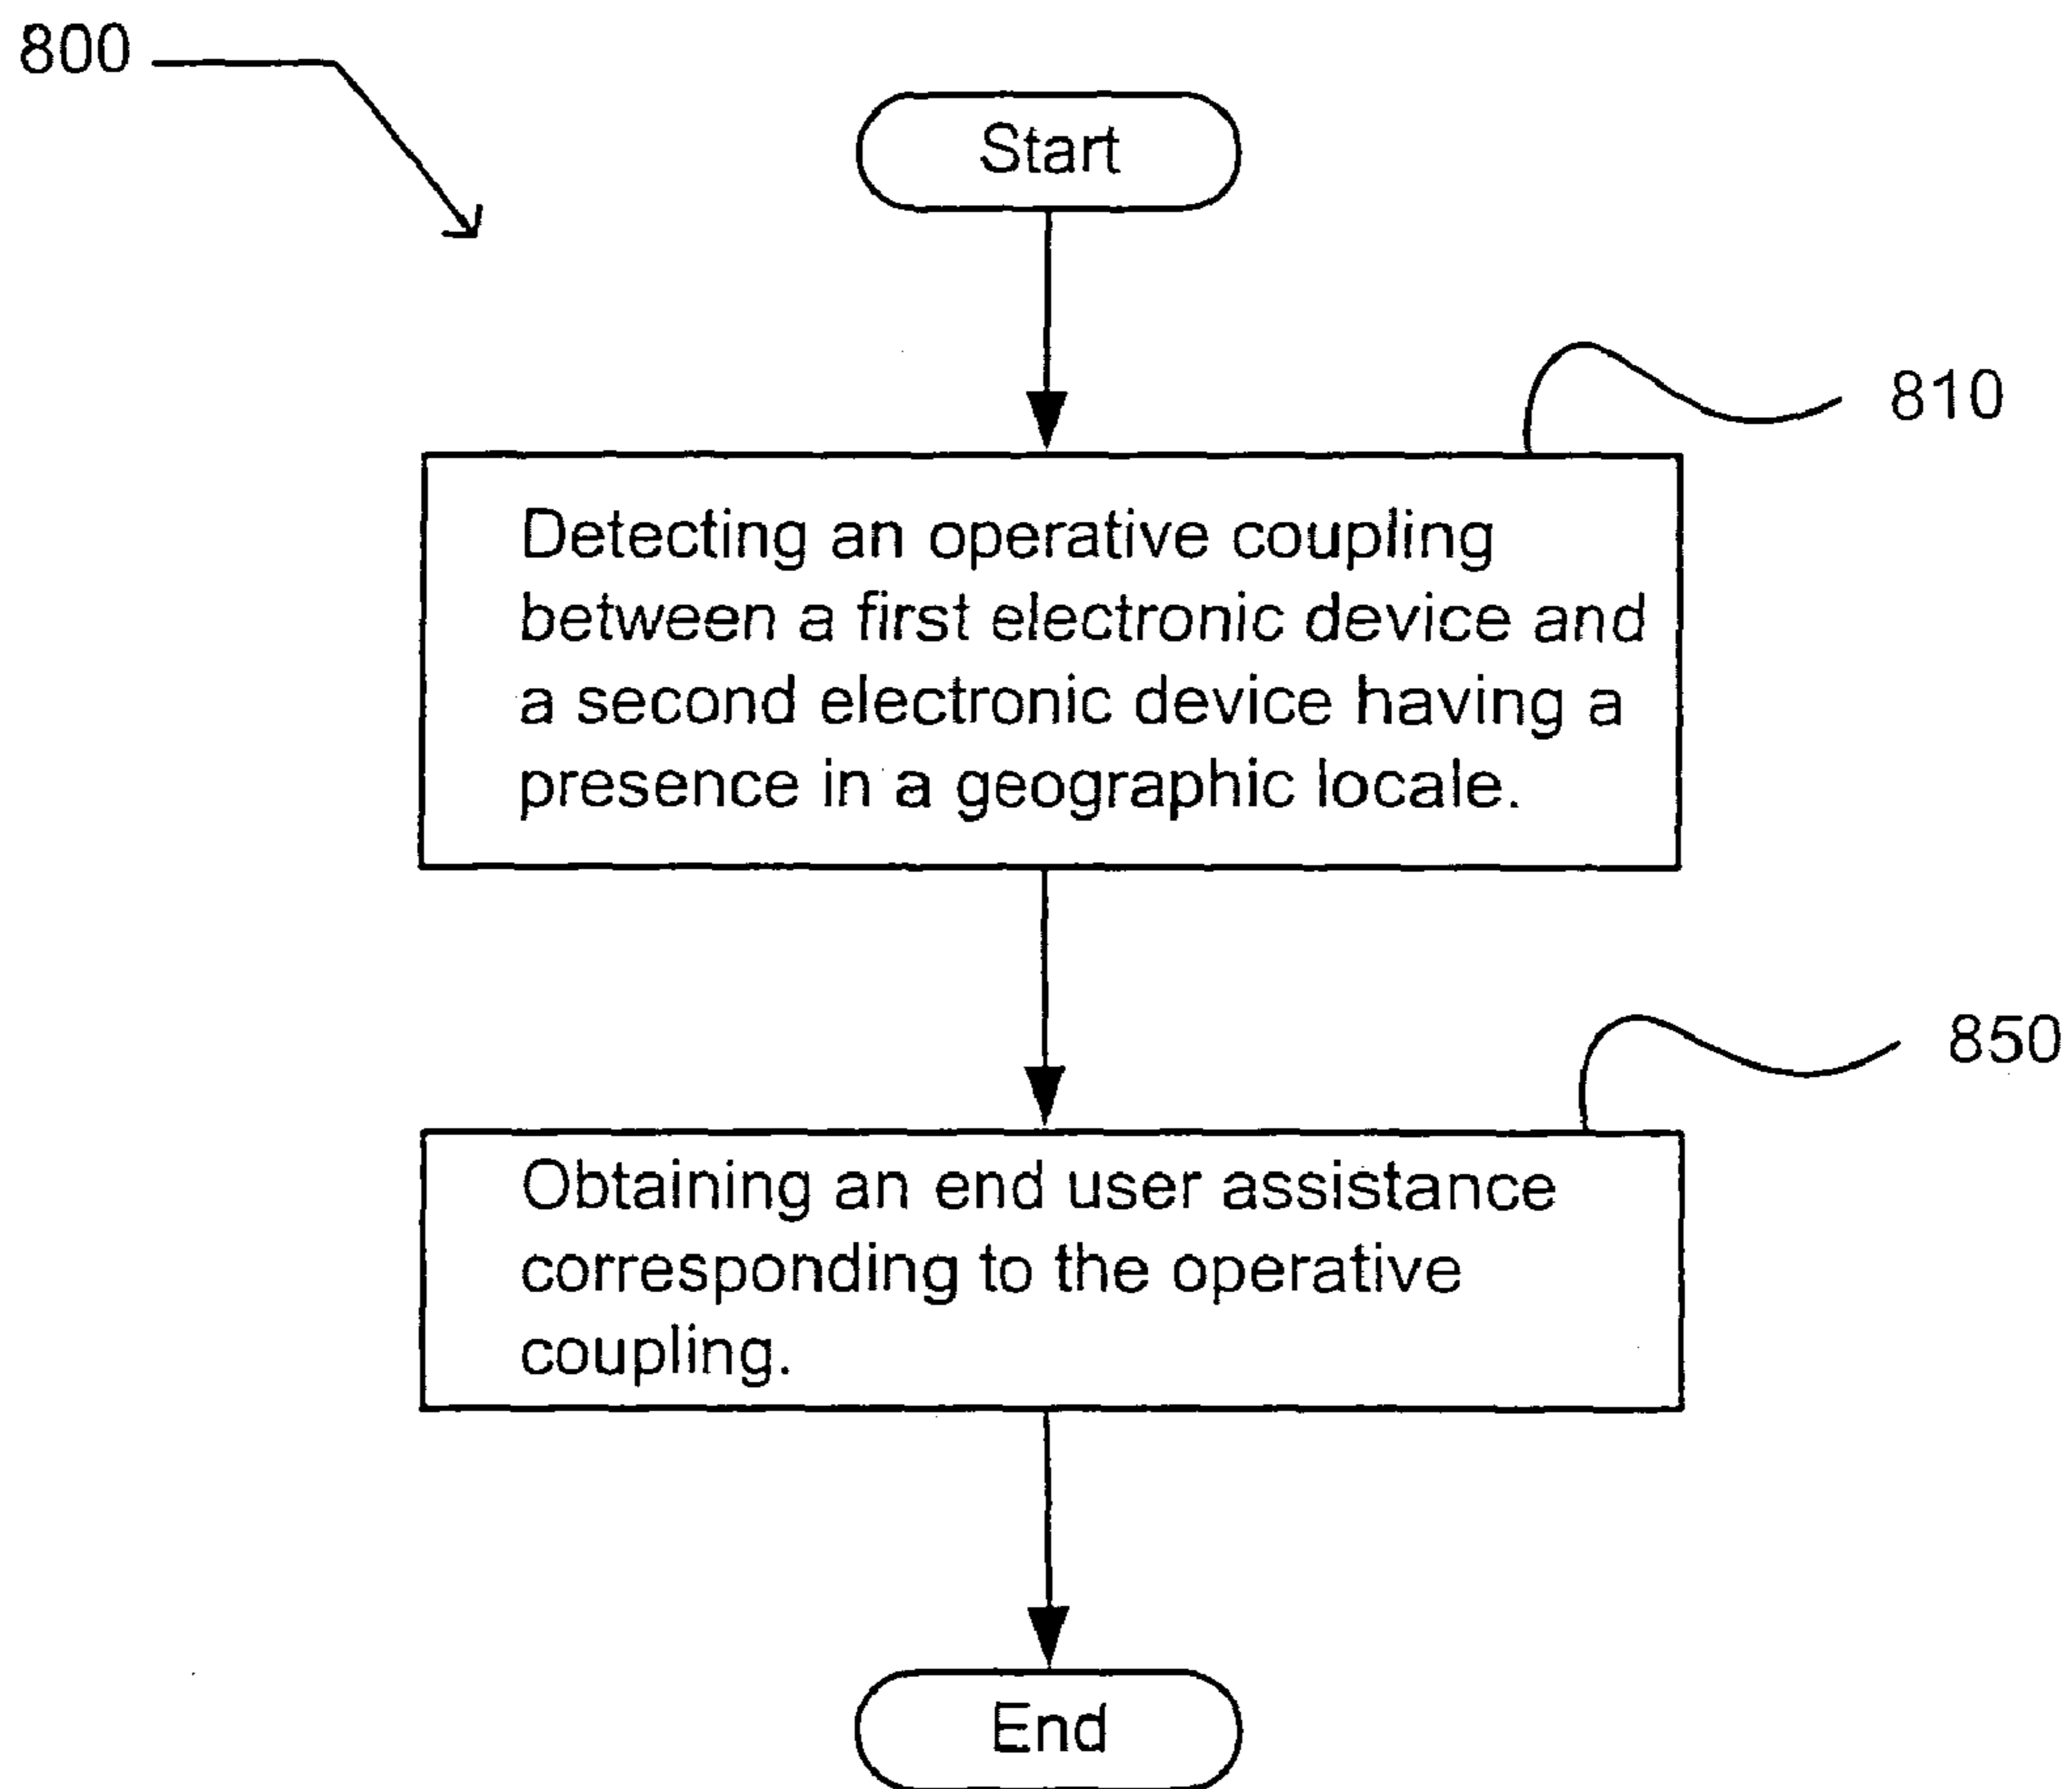 800
Start
810
Detecting an operative coupling
between a first electronic device and
a second electronic device having a
presence in a geographic locale.
850
Obtaining an end user assistance
corresponding to the operative
coupling.
End